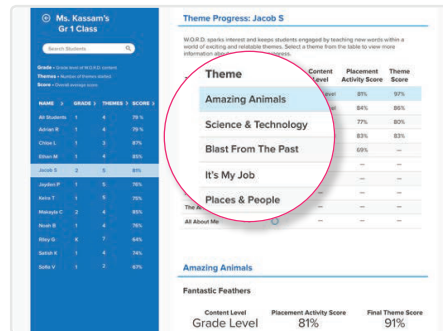 Ms. Kassam's
Gr 1 Class
Search Students
Grade • Grade level of W.O.R.D. content
Themes • Number of themes started
Score • Overall average score
NAME GRADE THEMES SCORE
All Students 1 4 79 %
Adrian R 1 4 79 %
Chloe L 1 3 87%
Ethan M 1 4 85%
Jacob S 2 5 81%
Jayden P 1 5 78%
Keira T 1 5 75%
Makayla C 2 4 85%
Noah B 1 4 76%
Riley G K 7 64%
Satish K 1 4 74%
Sofia V 1 2 67%
Theme Progress: Jacob S
W.O.R.D. sparks interest and keeps students engaged by teaching new words within a
world of exciting and relatable themes. Select a theme from the table to view more
information
Theme
Amazing Animals
Science & Technology
Blast From The Past
It's My Job
Places & People
Content
Level
Placement
Activity Score
Theme
Score
81% 97%
84% 86%
77% 80%
83% 83%
69% –
– –
– –
– –
– – –
The
All About Me – – –
Amazing Animals
Fantastic Feathers
Content Level Placement Activity Score Final Theme Score
Grade Level 81% 91%